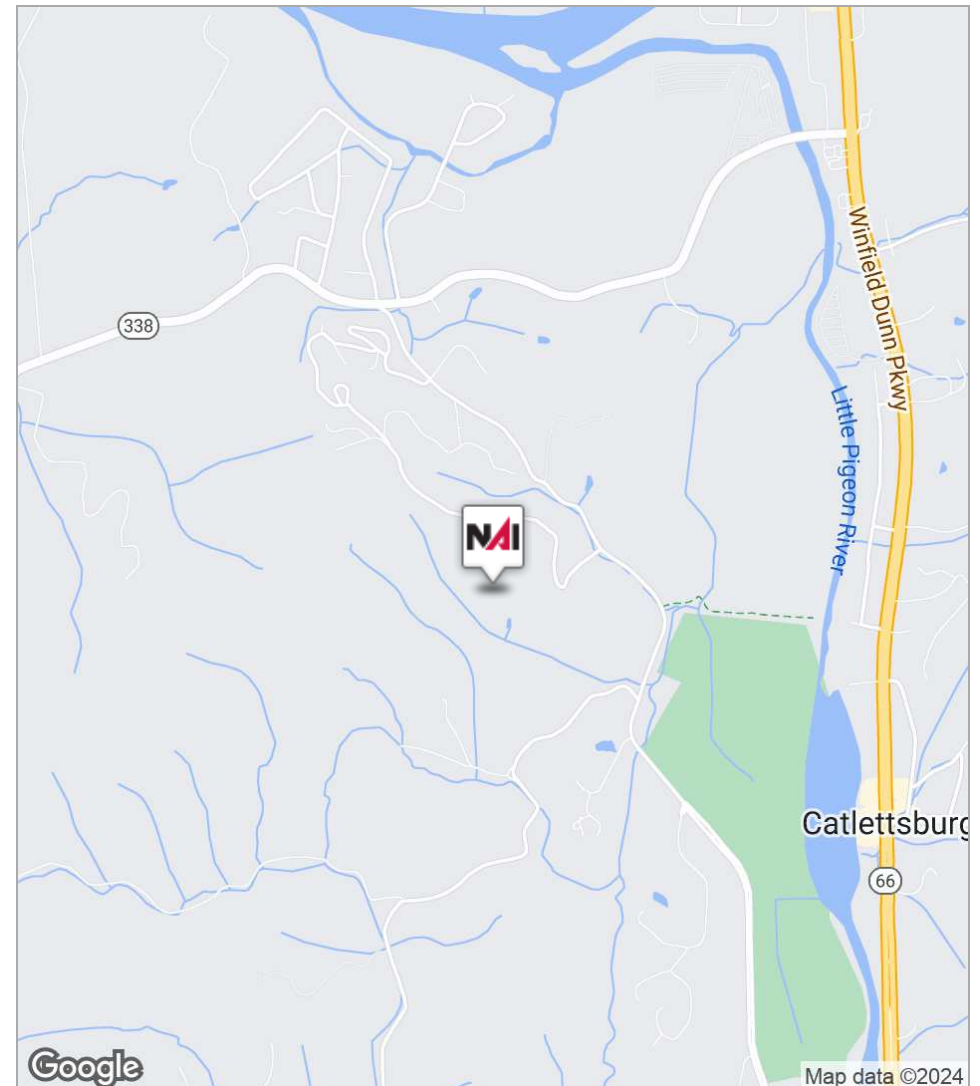 Winfield Dunn Pkwy
338
Little Pigeon River
NAI
Catlettsburg
66
Google
Map data ©2024